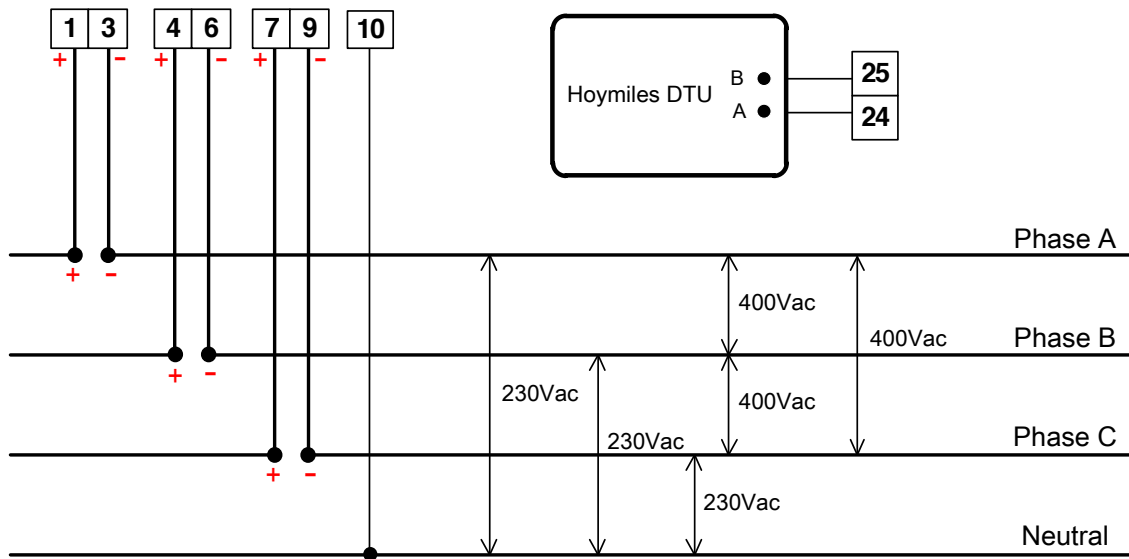 1 3 4 6 7 9 10
+ - + - + -
B 25
Hoymiles DTU
A 24
Phase A
+ -
400Vac
400Vac
Phase B
+ -
230Vac
400Vac
230Vac
Phase C
+ -
230Vac
Neutral